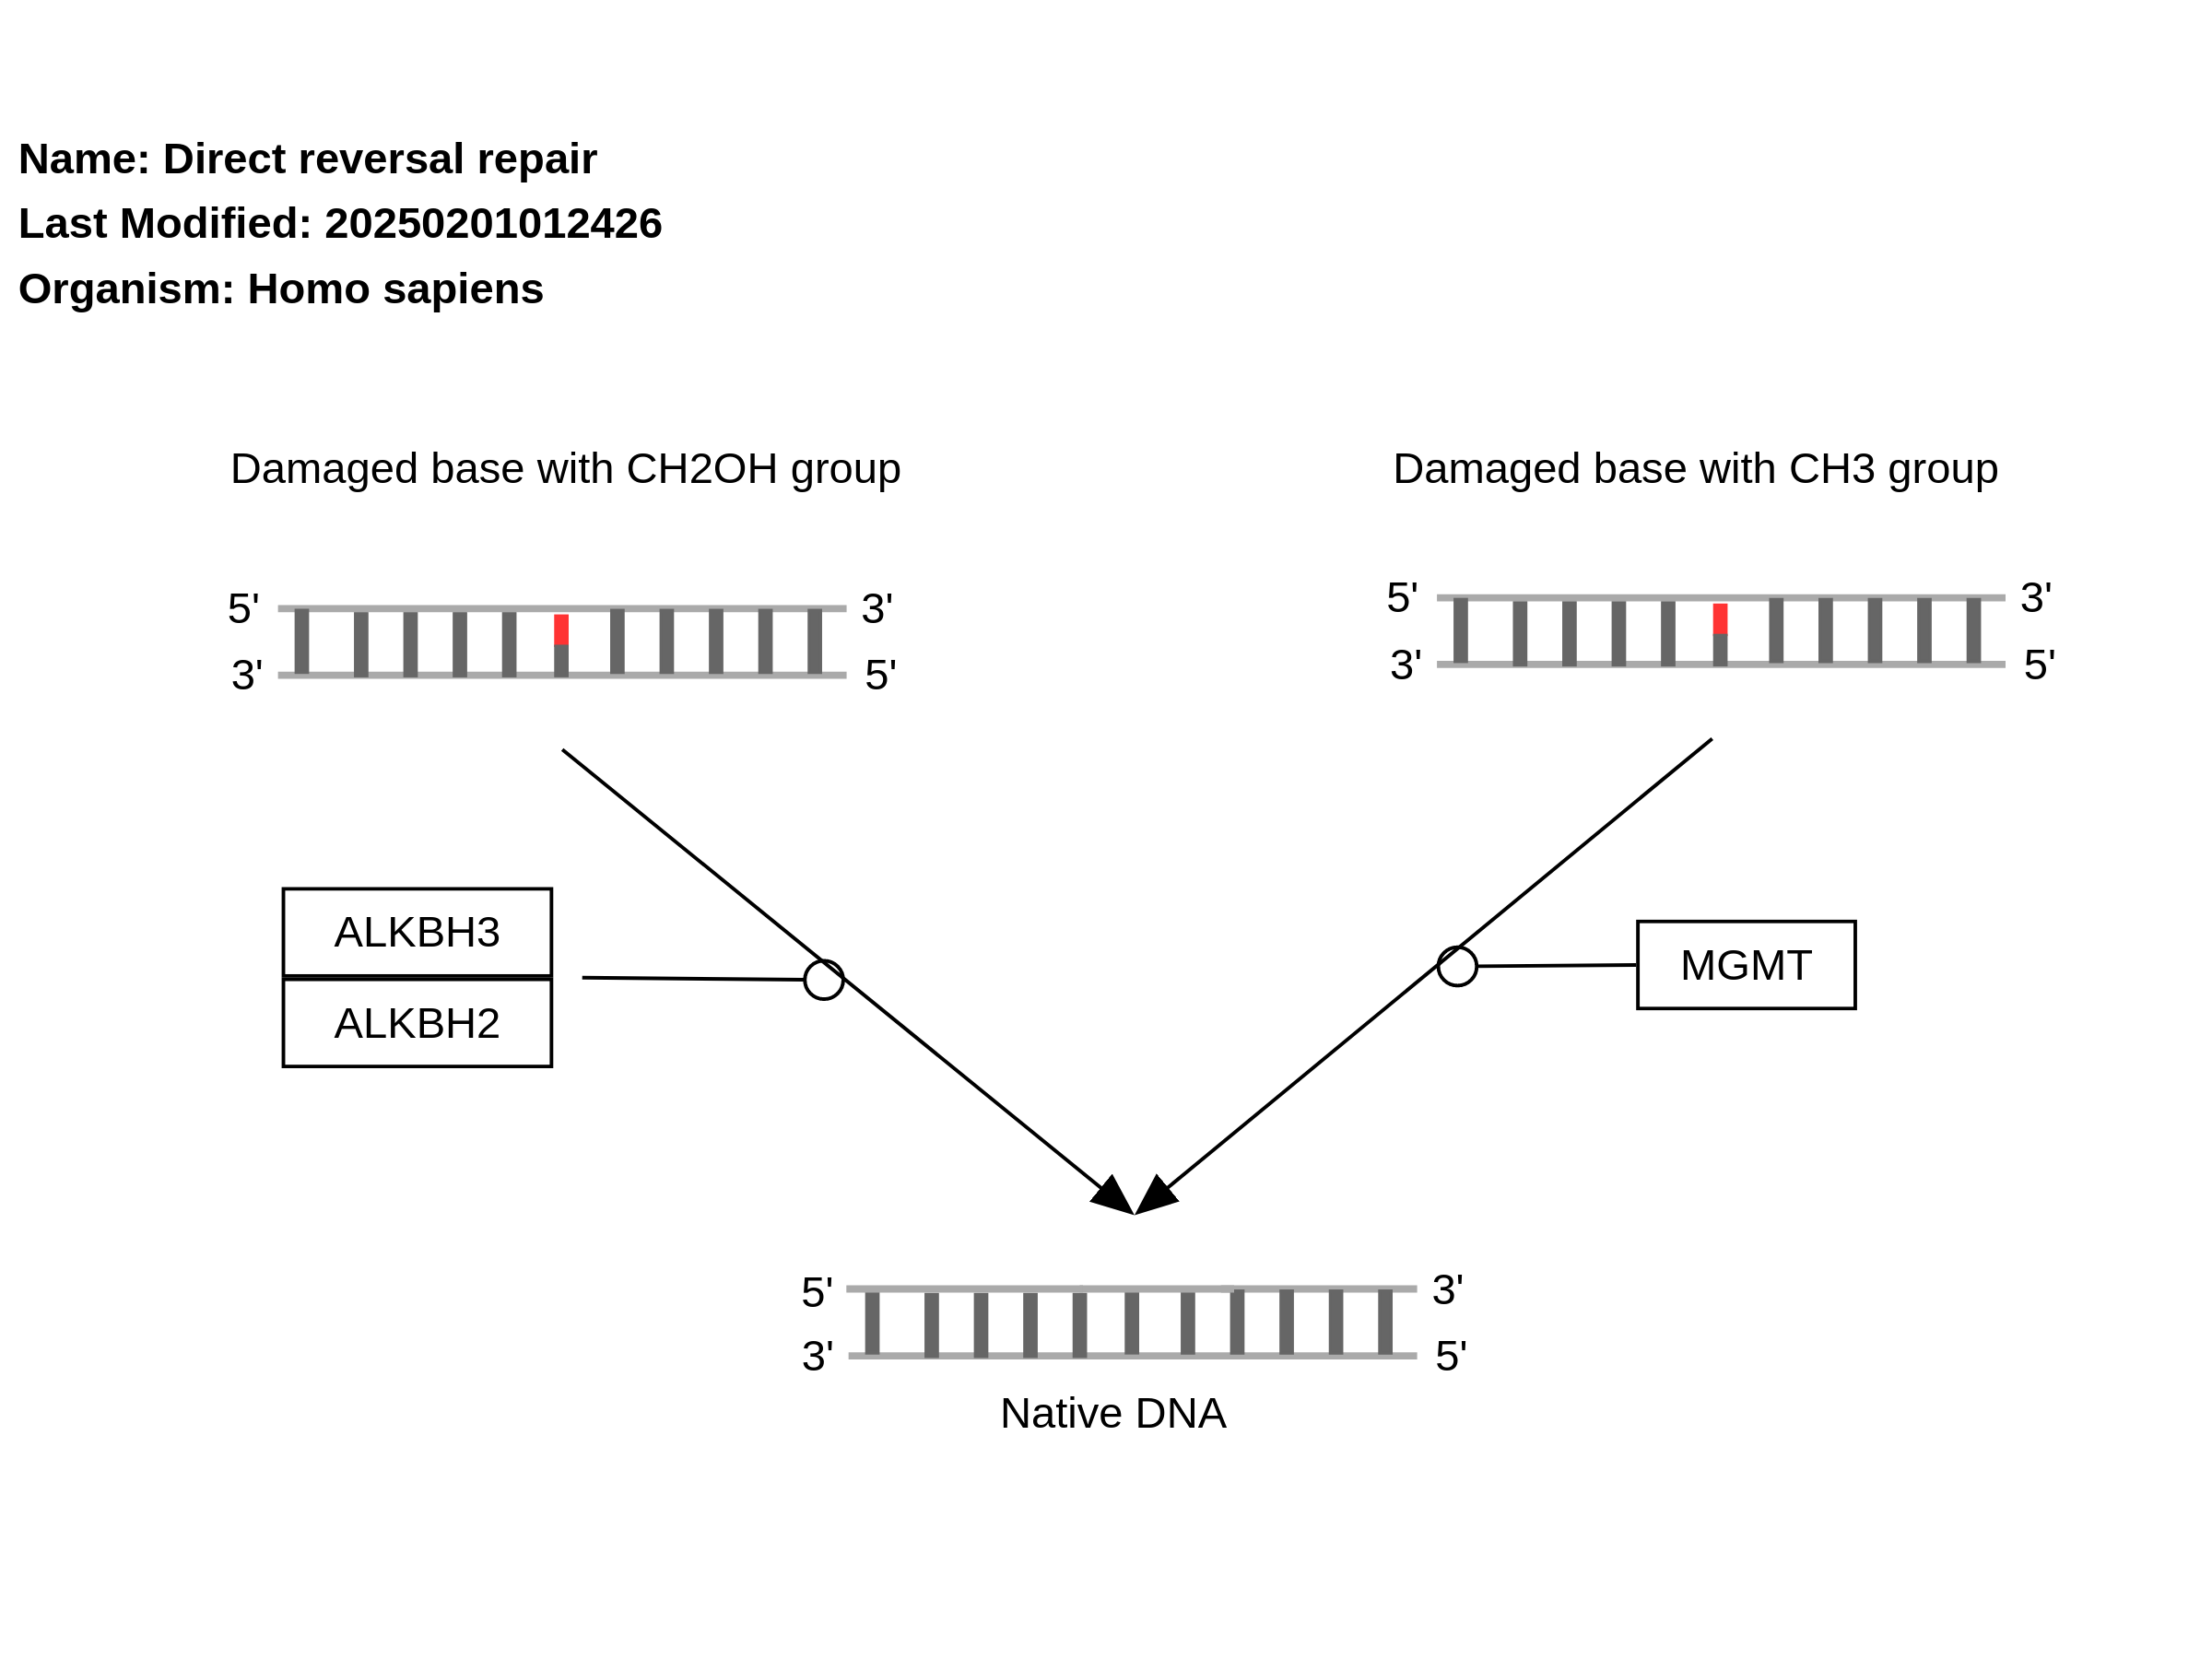 Name: Direct reversal repair
Last Modified: 20250201012426
Organism: Homo sapiens
Damaged base with CH2OH group
Damaged base with CH3 group
5' 3'
3' 5'
5' 3'
3' 5'
ALKBH3
ALKBH2
MGMT
5' 3'
3' 5'
Native DNA